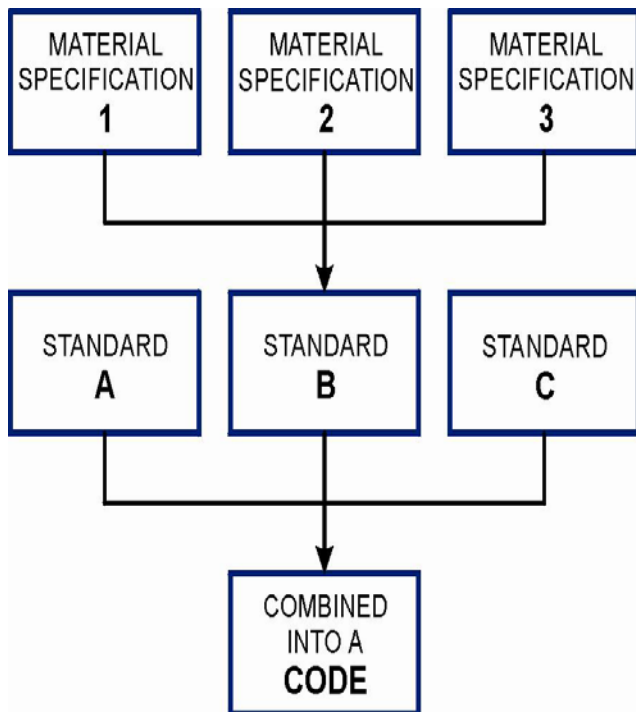 MATERIAL
SPECIFICATION
1
MATERIAL
SPECIFICATION
2
MATERIAL
SPECIFICATION
3
STANDARD
A
STANDARD
B
STANDARD
C
COMBINED
INTO A
CODE